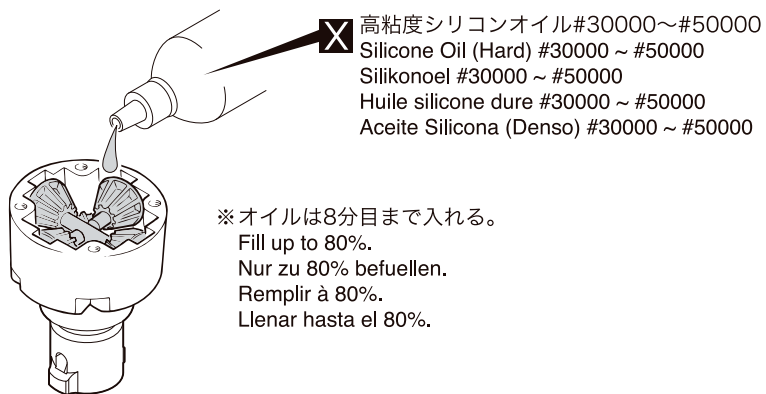 X
高粘度シリコンオイル#30000～#50000
Silicone Oil (Hard) #30000 ~ #50000
Silikonoel #30000 ~ #50000
Huile silicone dure #30000 ~ #50000
Aceite Silicona (Denso) #30000 ~ #50000
※オイルは8分目まで入れる。
Fill up to 80%.
Nur zu 80% befuellen.
Remplir à 80%.
Llenar hasta el 80%.